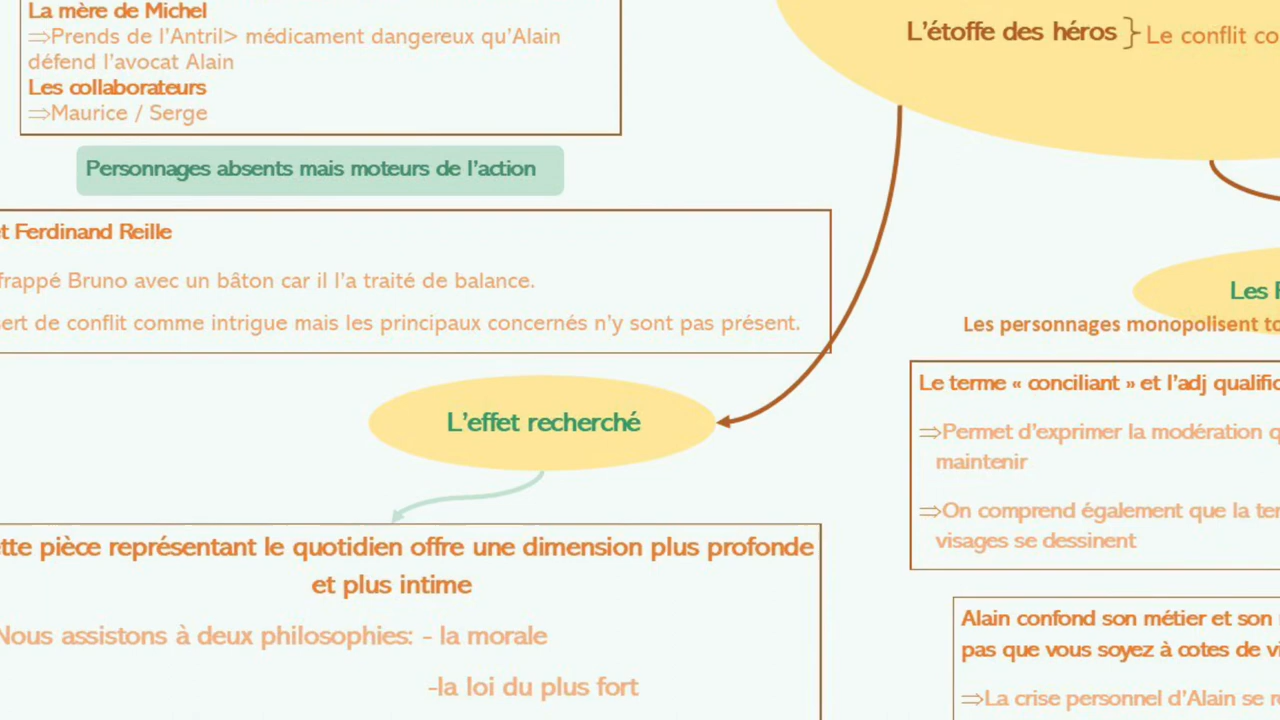 La mère de Michel
⇒Prends de l'Antril> médicament dangereux qu'Alain
défend l'avocat Alain
Les collaborateurs
⇒Maurice / Serge
Personnages absents mais moteurs de l'action
Ferdinand Reille
frappé Bruno avec un bâton car il l'a traité de balance.
de conflit comme intrigue mais les principaux concernés n'y sont pas présent.
L'effet recherché
pièce représentant le quotidien offre une dimension plus profonde
et plus intime
Nous assistons à deux philosophies: - la morale
-la loi du plus fort
L'étoffe des héros } Le conflit
Les
Les personnages monopolisent
Le terme « conciliant » et l'adj
⇒Permet d'exprimer la modération
maintenir
⇒On comprend également que la
visages se dessinent
Alain confond son métier et son
pas que vous soyez à cotes de
⇒La crise personnel d'Alain se